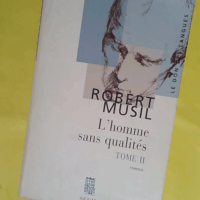 LE DON DES LANGUES
ROBERT
MUSIL
L'homme
sans qualités
TOME II